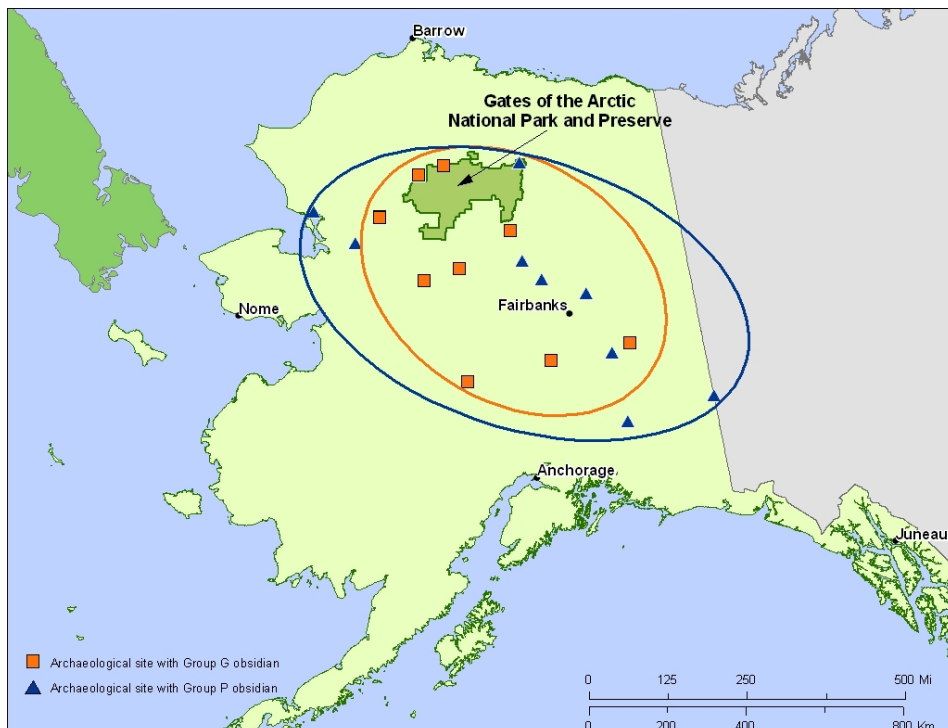 Barrow
Gates of the Arctic
National Park and Preserve
Fairbanks
Nome
Anchorage
Juneau
Archaeological site with Group G obsidian
Archaeological site with Group P obsidian
0 125 250 500 Mi
0 200 400 800 Km